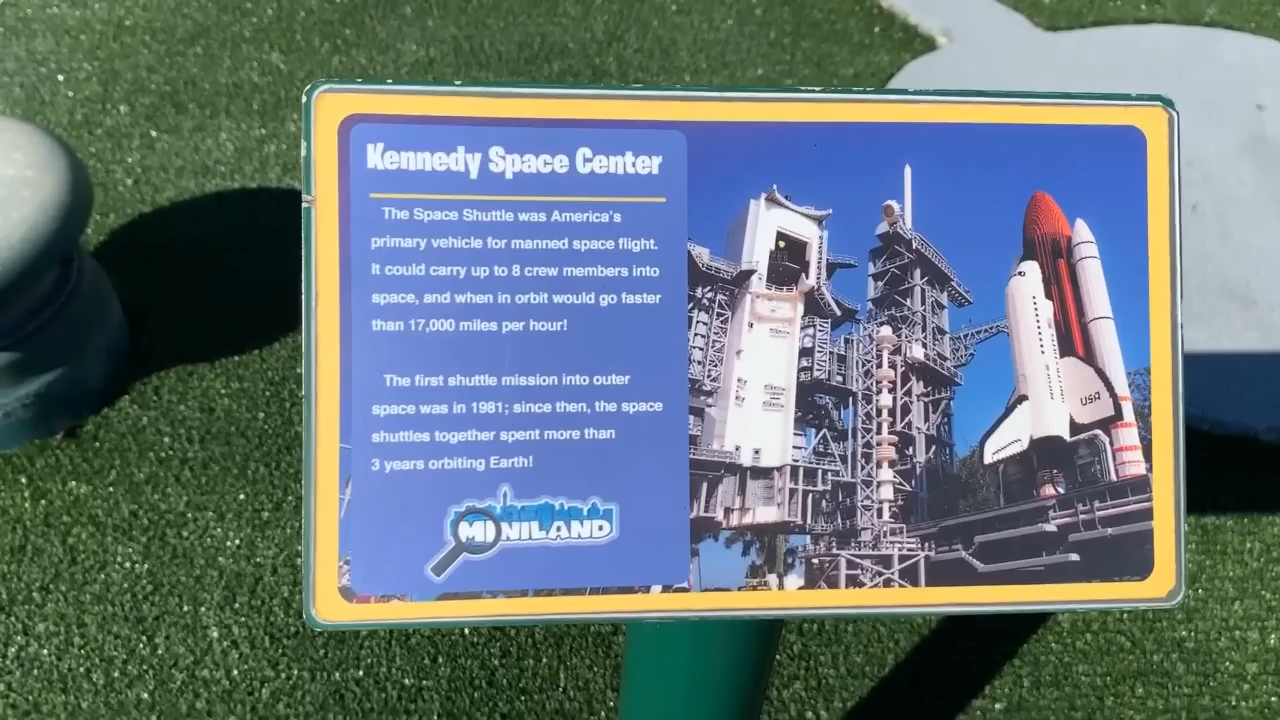 Kennedy Space Center
The Space Shuttle was America's
primary vehicle for manned space flight.
It could carry up to 8 crew members into
space, and when in orbit would go faster
than 17,000 miles per hour!
The first shuttle mission into outer
space was in 1981; since then, the space
shuttles together spent more than
3 years orbiting Earth!
MINILAND
USA